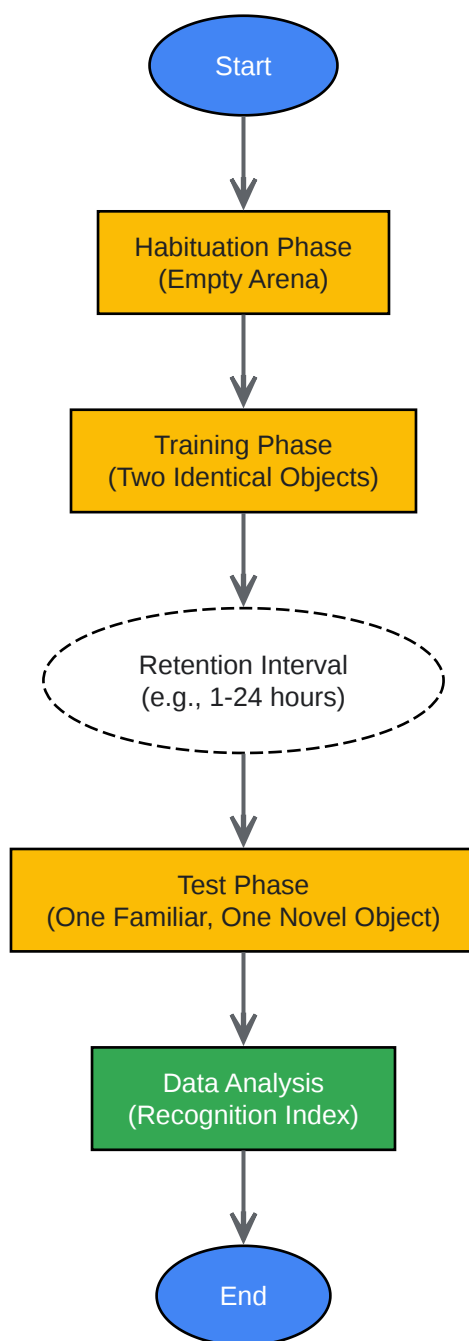 Start
Habituation Phase
(Empty Arena)
Training Phase
(Two Identical Objects)
Retention Interval
(e.g., 1-24 hours)
Test Phase
(One Familiar, One Novel Object)
Data Analysis
(Recognition Index)
End